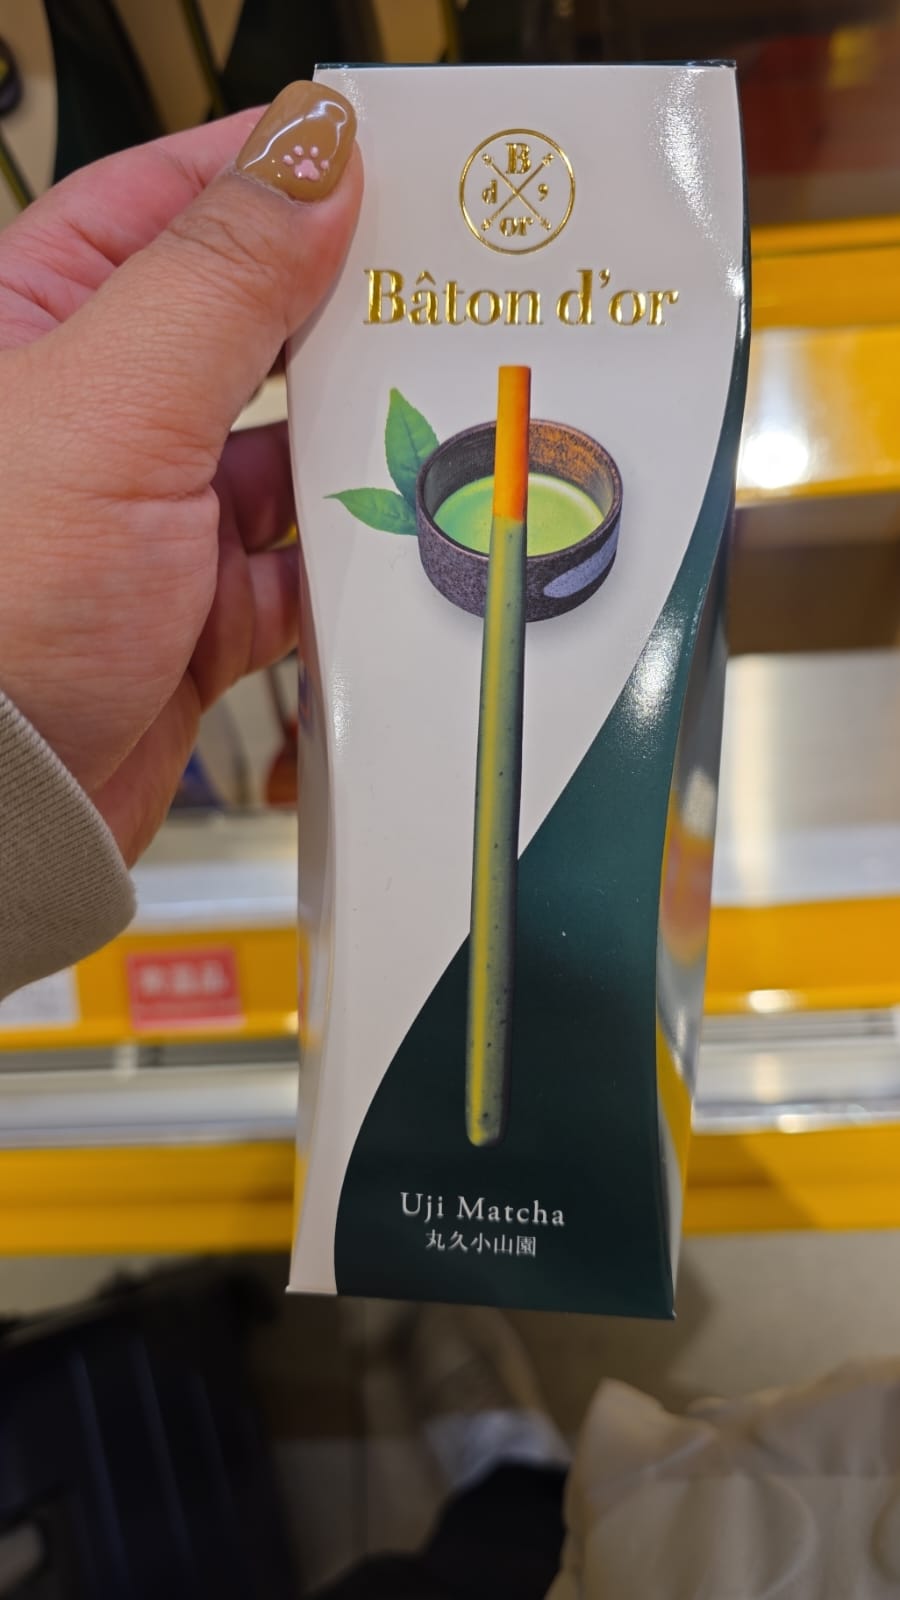 B
d '
or
Bâton d'or
Uji Matcha
丸久小山園